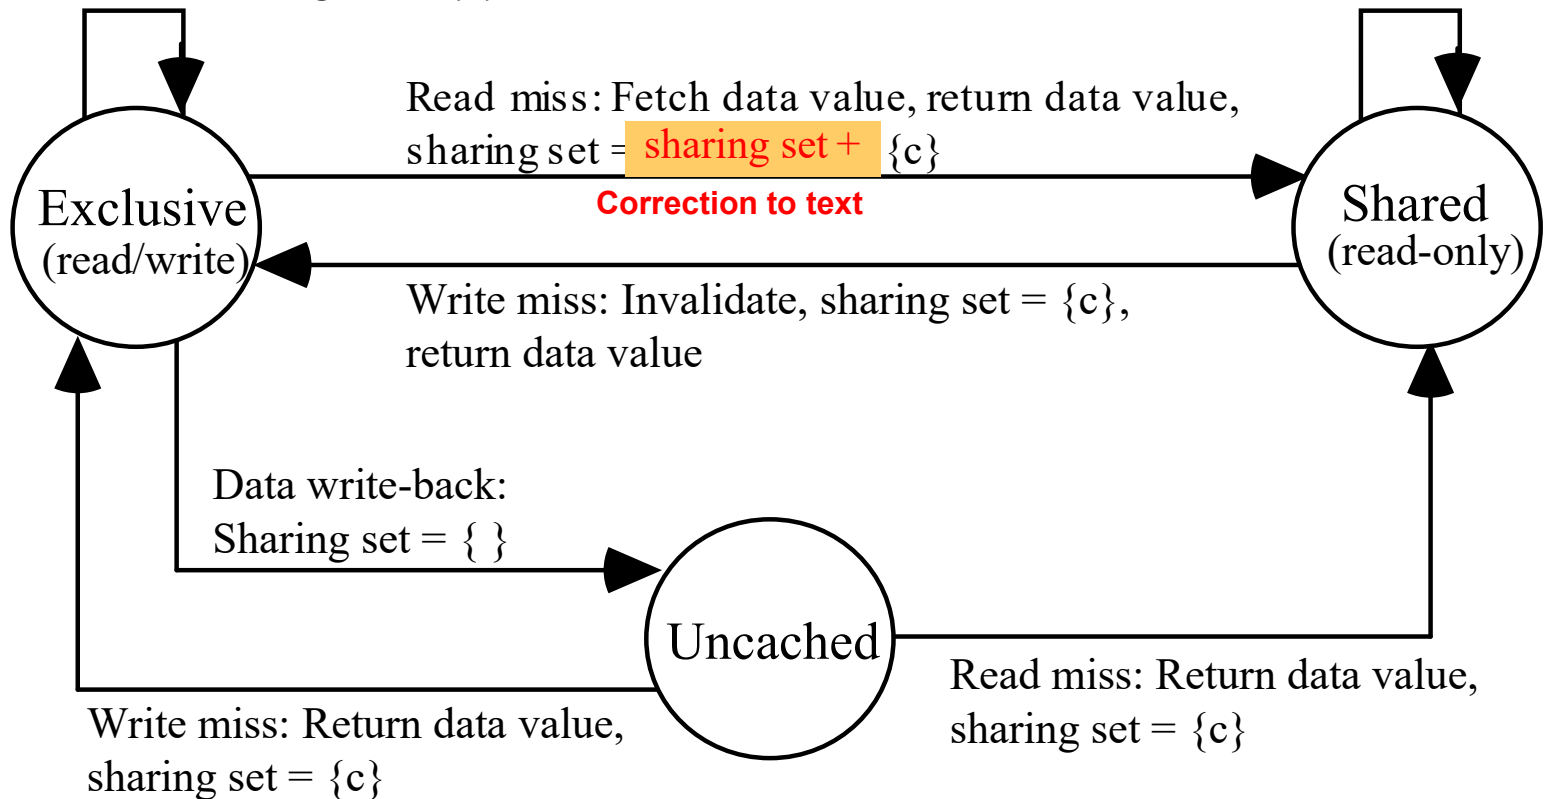 Read miss: Fetch data value, return data value,
sharing set = sharing set + {c}
Correction to text
Exclusive
(read/write)
Shared
(read-only)
Write miss: Invalidate, sharing set = {c},
return data value
Data write-back:
Sharing set = { }
Uncached
Read miss: Return data value,
sharing set = {c}
Write miss: Return data value,
sharing set = {c}